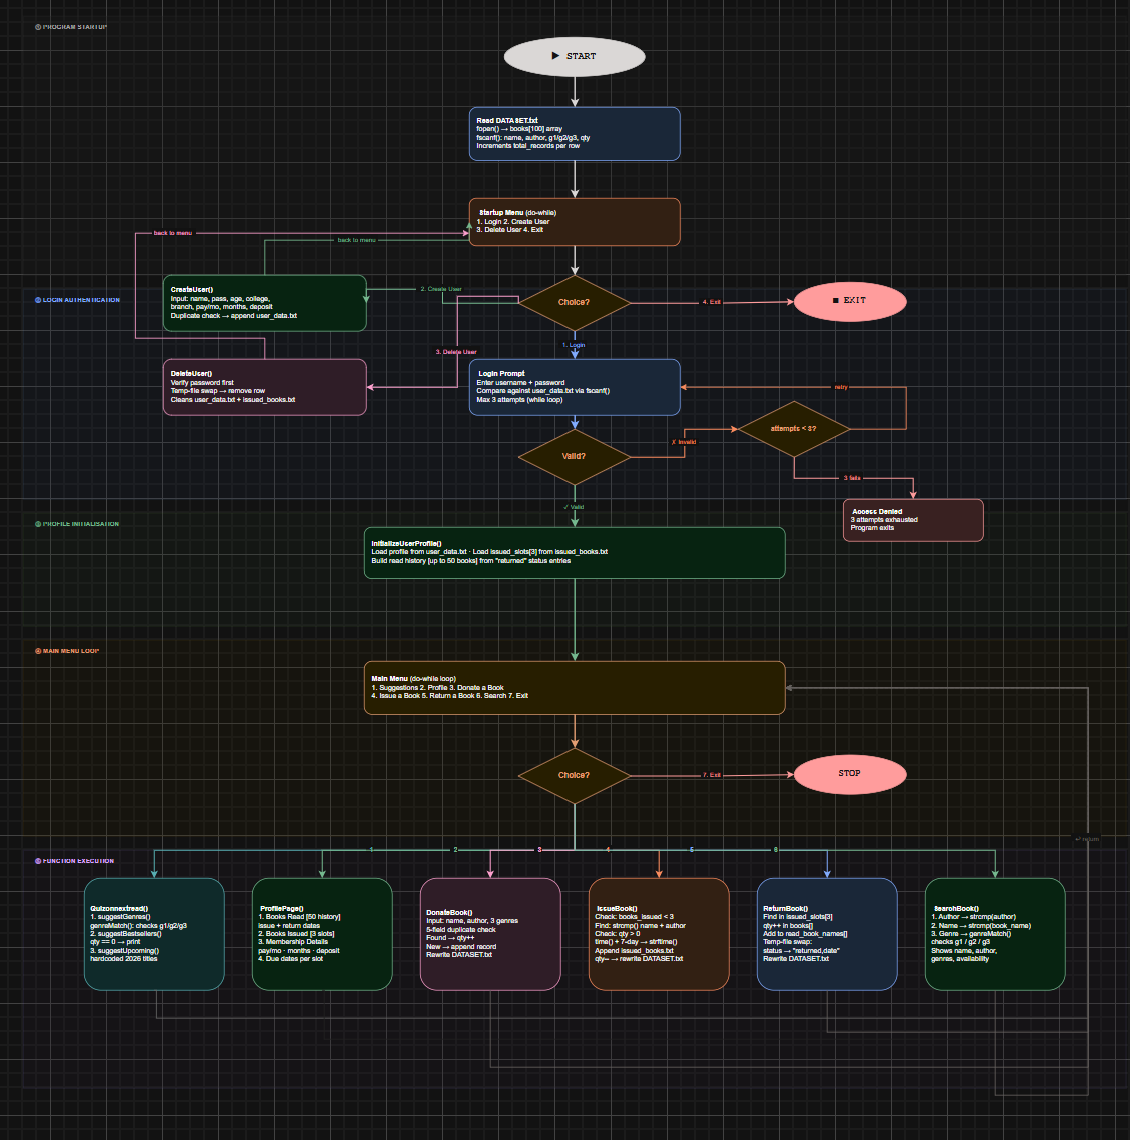 ① PROGRAM STARTUP
▶ START
Read DATASET.txt
fopen() → books[100] array
fscanf(): name, author, g1/g2/g3, qty
Increments total_records per row
Startup Menu (do-while)
1. Login 2. Create User
3. Delete User 4. Exit
back to menu
back to menu
CreateUser()
Input: name, pass, age, college,
branch, pay/mo, months, deposit
Duplicate check → append user_data.txt
2. Create User
Choice?
4. Exit
■ EXIT
LOGIN AUTHENTICATION
1. Login
3. Delete User
DeleteUser()
Verify password first
Temp-file swap → remove row
Cleans user_data.txt + issued_books.txt
Login Prompt
Enter username + password
Compare against user_data.txt via fscanf()
Max 3 attempts (while loop)
retry
attempts < 3?
Valid?
✗ Invalid
3 fails
✓ Valid
Access Denied
3 attempts exhausted
Program exits
PROFILE INITIALISATION
InitializeUserProfile()
Load profile from user_data.txt · Load issued_slots[3] from issued_books.txt
Build read history [up to 50 books] from "returned" status entries
MAIN MENU LOOP
Main Menu (do-while loop)
1. Suggestions 2. Profile 3. Donate a Book
4. Issue a Book 5. Return a Book 6. Search 7. Exit
Choice?
7. Exit
STOP
↩ return
1
2
3
4
5
6
FUNCTION EXECUTION
Quizonnextread()
1. suggestGenres()
genreMatch(): checks g1/g2/g3
2. suggestBestsellers()
qty == 0 → print
3. suggestUpcoming()
hardcoded 2026 titles
ProfilePage()
1. Books Read [50 history]
issue + return dates
2. Books Issued [3 slots]
3. Membership Details
pay/mo · months · deposit
4. Due dates per slot
DonateBook()
Input: name, author, 3 genres
5-field duplicate check
Found → qty++
New → append record
Rewrite DATASET.txt
IssueBook()
Check: books_issued < 3
Find: strcmp() name + author
Check: qty > 0
time() + 7-day → strftime()
Append issued_books.txt
qty-- → rewrite DATASET.txt
ReturnBook()
Find in issued_slots[3]
qty++ in books[]
Add to read_book_names[]
Temp-file swap:
status → "returned,date"
Rewrite DATASET.txt
SearchBook()
1. Author → strcmp(author)
2. Name → strcmp(book_name)
3. Genre → genreMatch()
checks g1 / g2 / g3
Shows name, author,
genres, availability